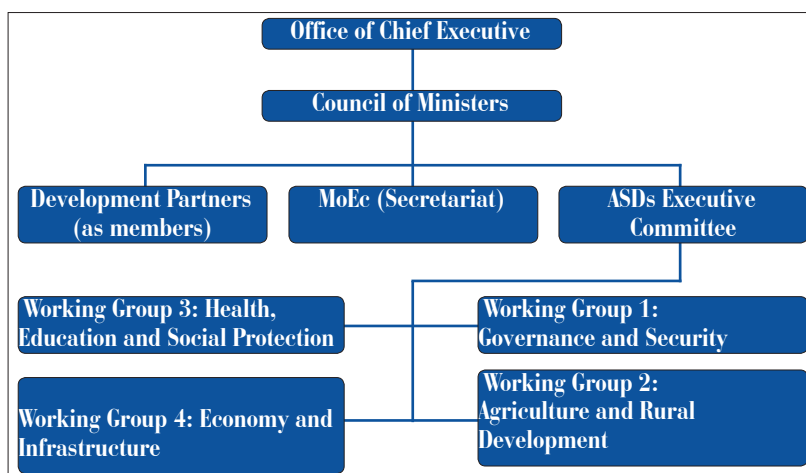 Office of Chief Executive
Council of Ministers
Development Partners
(as members)
MoEc (Secretariat)
ASDs Executive
Committee
Working Group 3: Health,
Education and Social Protection
Working Group 1:
Governance and Security
Working Group 4: Economy and
Infrastructure
Working Group 2:
Agriculture and Rural
Development